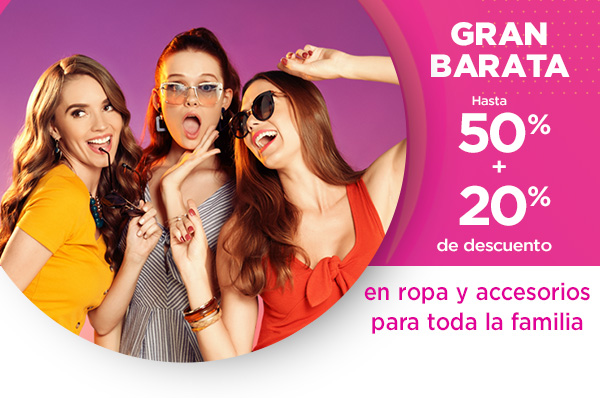 GRAN
BARATA
Hasta
50%
+
20%
de descuento
en ropa y accesorios
para toda la familia